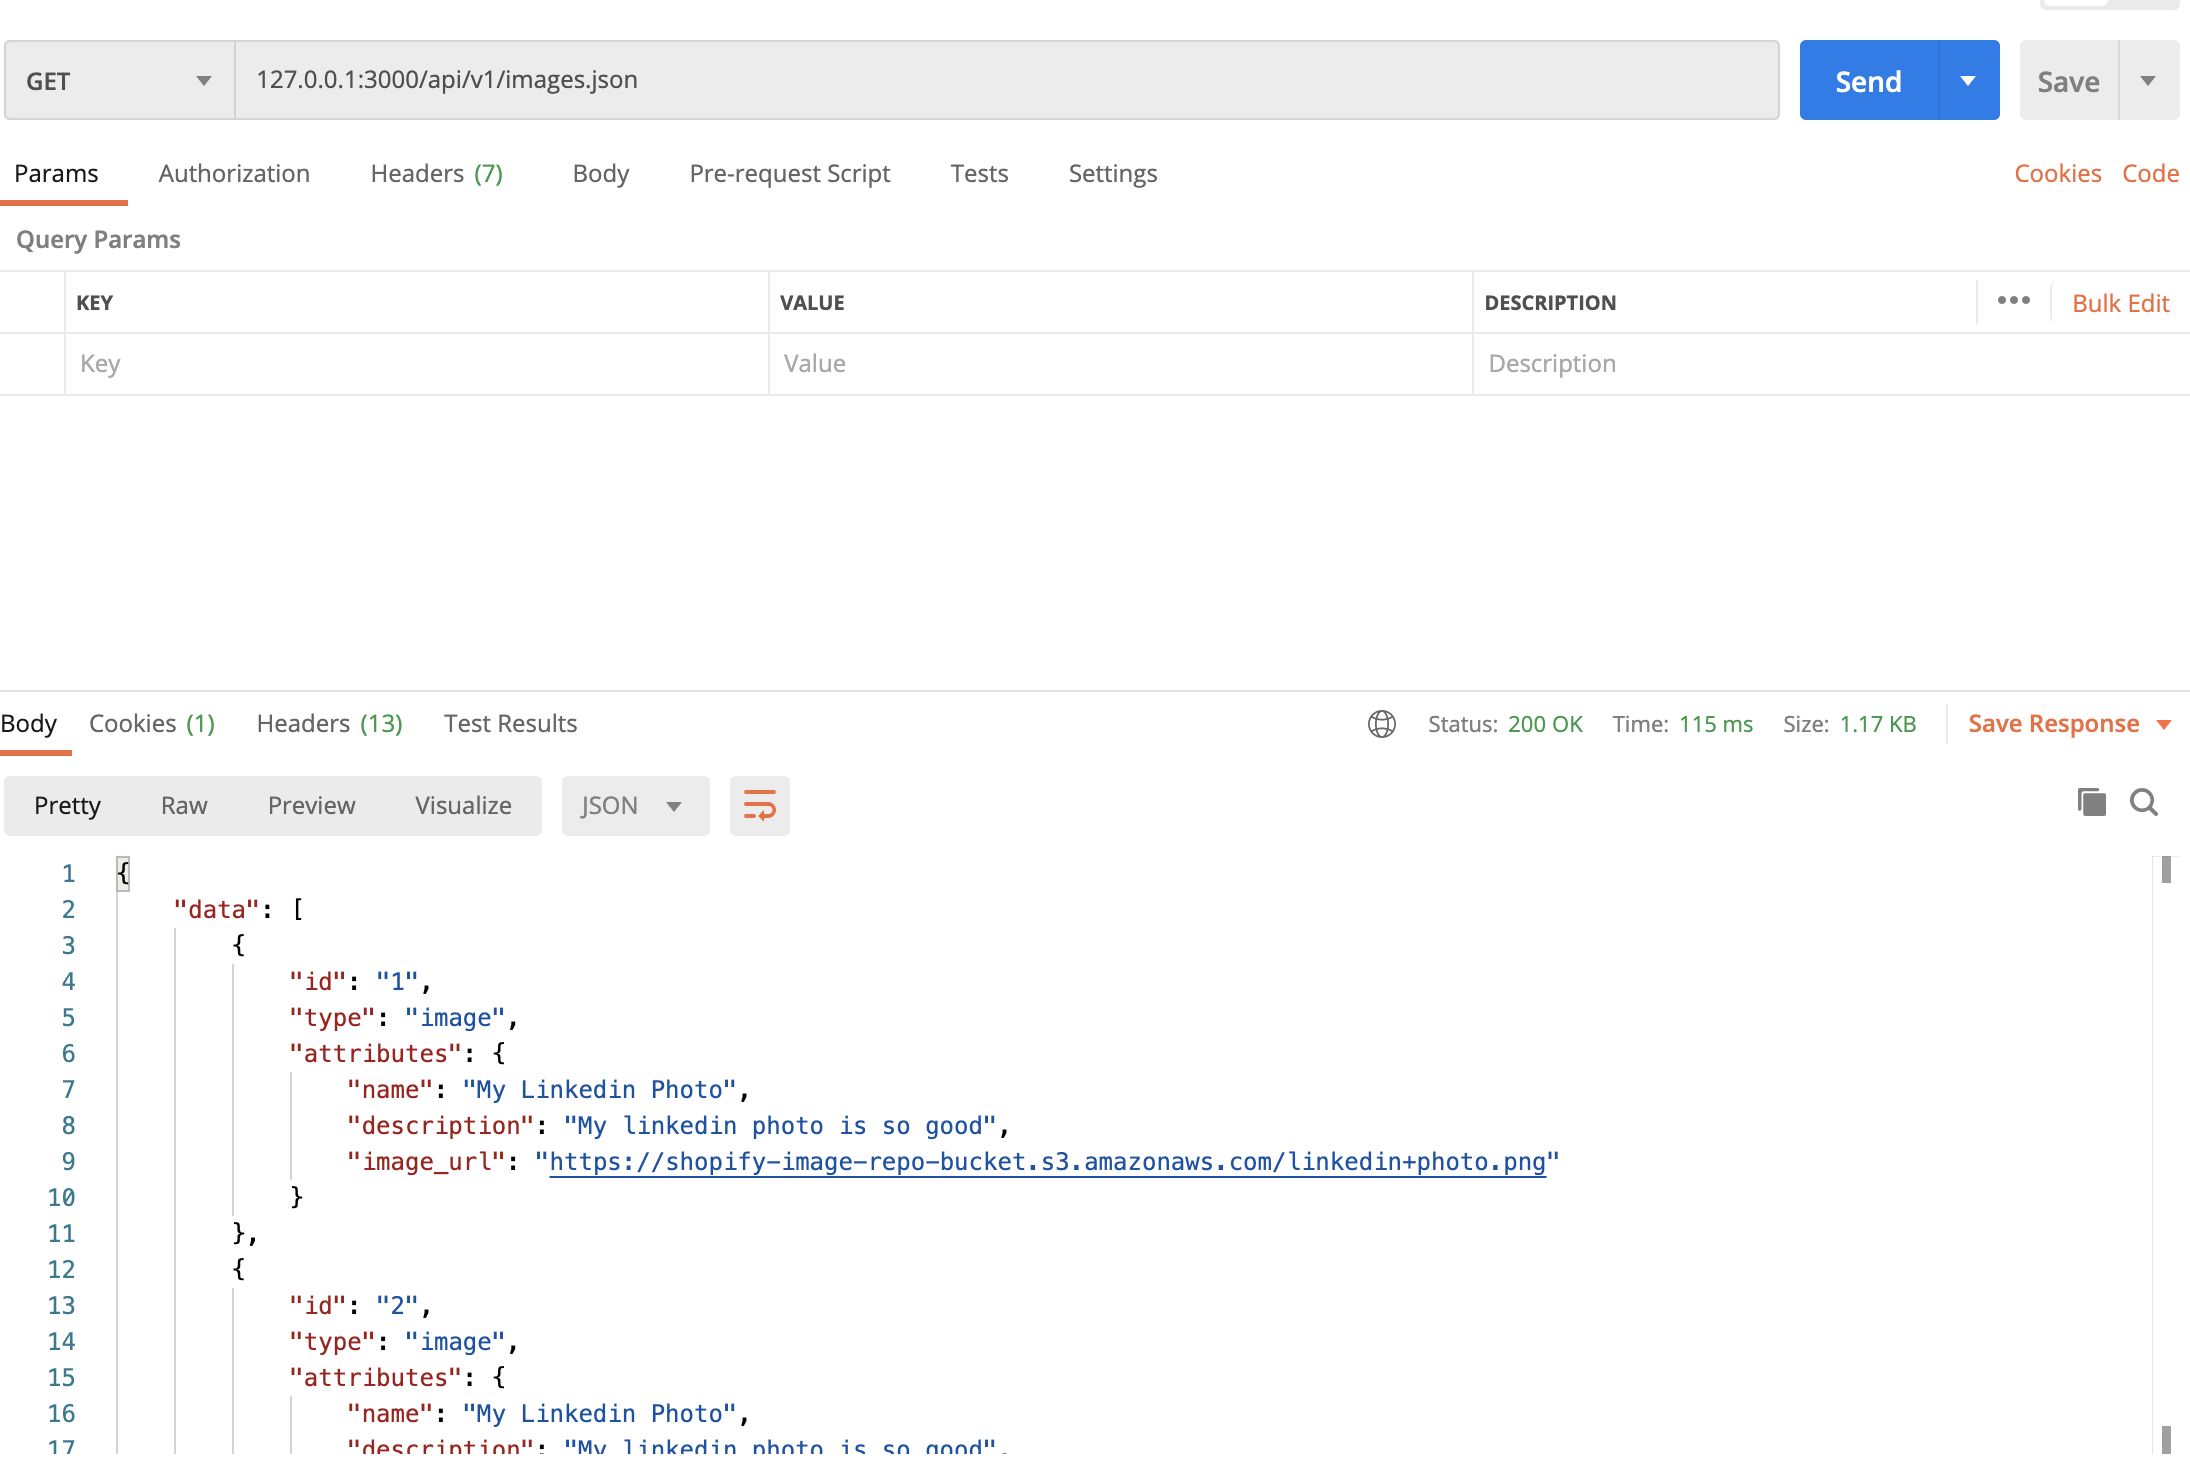 GET 127.0.0.1:3000/api/v1/images.json Send Save
Params Authorization Headers (7) Body Pre-request Script Tests Settings Cookies Code
Query Params
KEY VALUE DESCRIPTION ••• Bulk Edit
Key Value Description
Body Cookies (1) Headers (13) Test Results Status: 200 OK Time: 115 ms Size: 1.17 KB Save Response
Pretty Raw Preview Visualize JSON
1 {
2 "data": [
3 {
4 "id": "1",
5 "type": "image",
6 "attributes": {
7 "name": "My Linkedin Photo",
8 "description": "My linkedin photo is so good",
9 "image_url": "https://shopify-image-repo-bucket.s3.amazonaws.com/linkedin+photo.png"
10 }
11 },
12 {
13 "id": "2",
14 "type": "image",
15 "attributes": {
16 "name": "My Linkedin Photo",
17 "description": "My linkedin photo is so good",